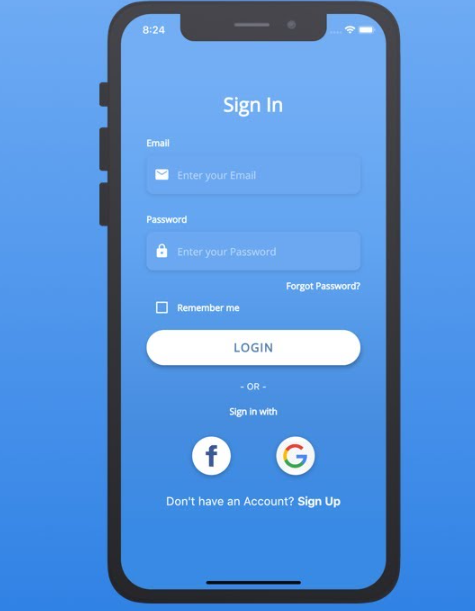 8:24
Sign In
Email
Enter your Email
Password
Enter your Password
Forgot Password?
Remember me
LOGIN
- OR -
Sign in with
f G
Don't have an Account? Sign Up